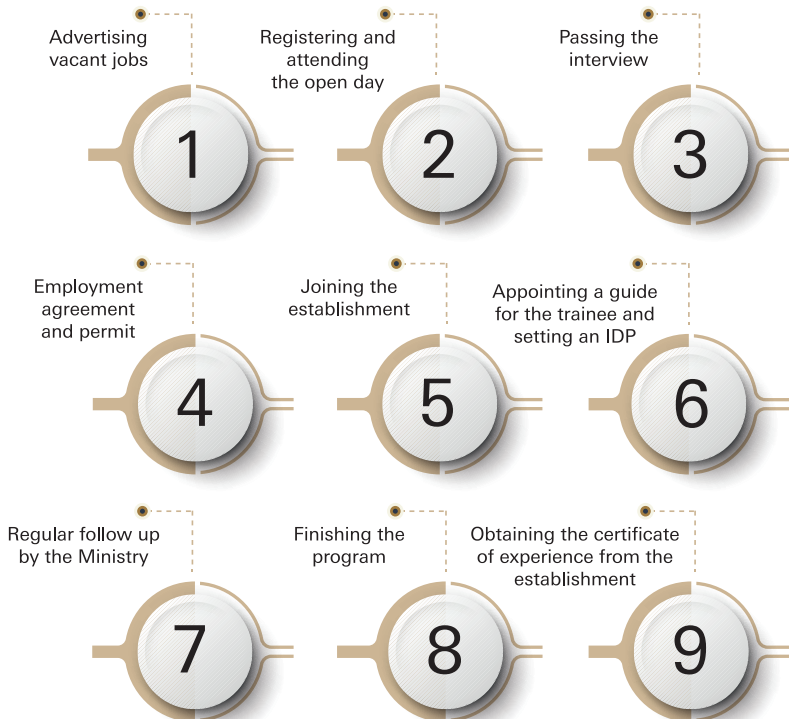 Advertising
vacant jobs
1
Registering and
attending
the open day
2
Passing the
interview
3
Employment
agreement
and permit
4
Joining the
establishment
5
Appointing a guide
for the trainee and
setting an IDP
6
Regular follow up
by the Ministry
7
Finishing the
program
8
Obtaining the certificate
of experience from the
establishment
9